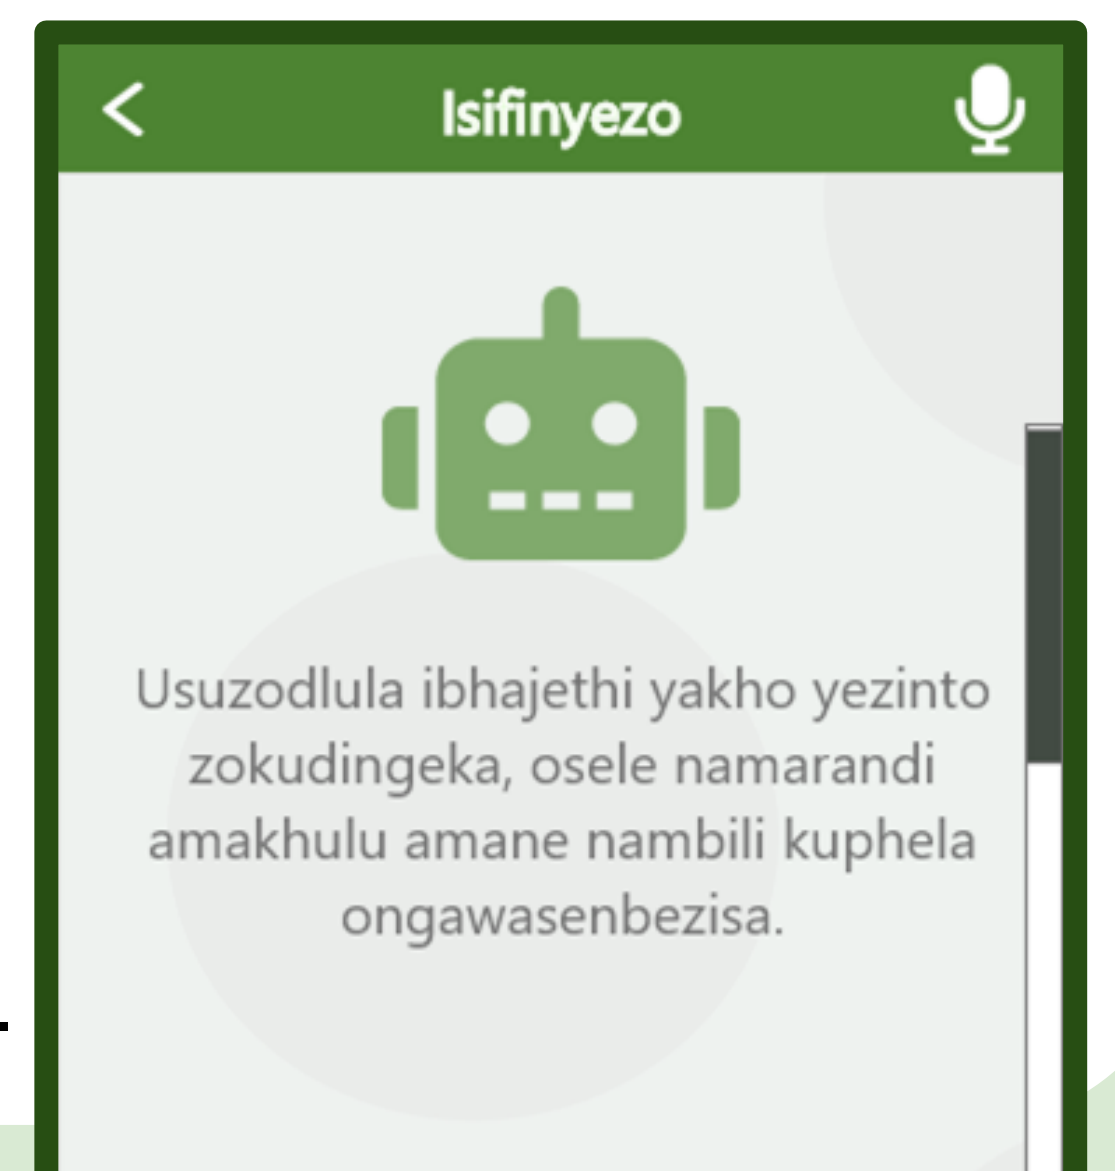 Isifinyezo
Usuzodlula ibhajethi yakho yezinto
zokudingeka, osele namarandi
amakhulu amane nambili kuphela
ongawasenbezisa.